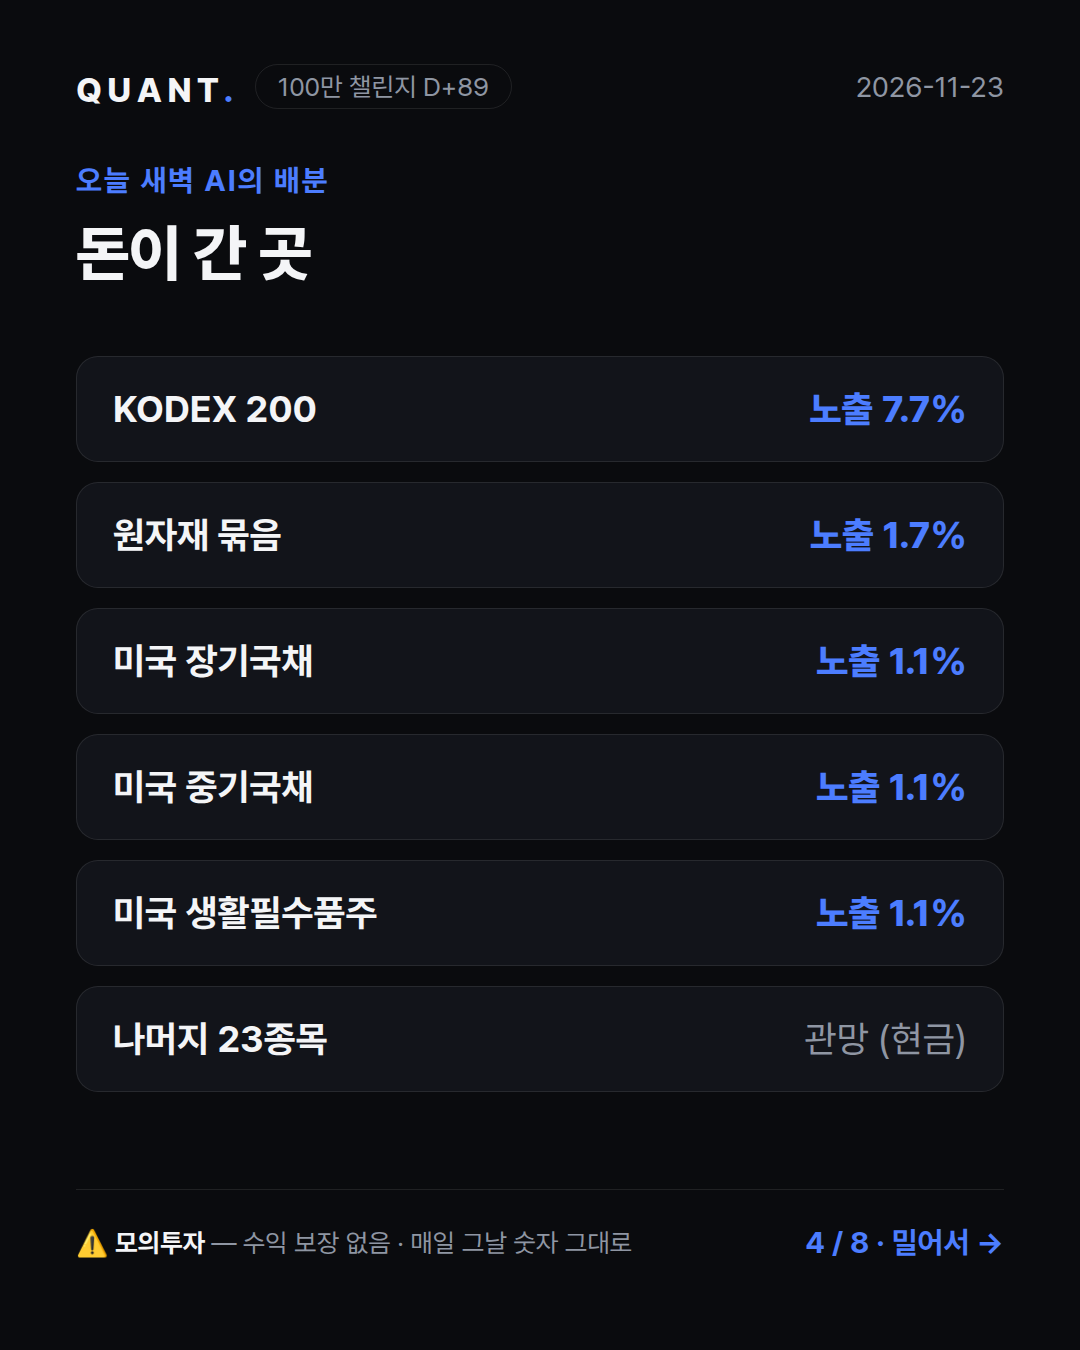 QUANT. 100만 챌린지 D+89 2026-11-23
오늘 새벽 AI의 배분
돈이 간 곳
KODEX 200 노출 7.7%
원자재 묶음 노출 1.7%
미국 장기국채 노출 1.1%
미국 중기국채 노출 1.1%
미국 생활필수품주 노출 1.1%
나머지 23종목 관망 (현금)
⚠️ 모의투자 — 수익 보장 없음 · 매일 그날 숫자 그대로 4 / 8 · 밀어서 →